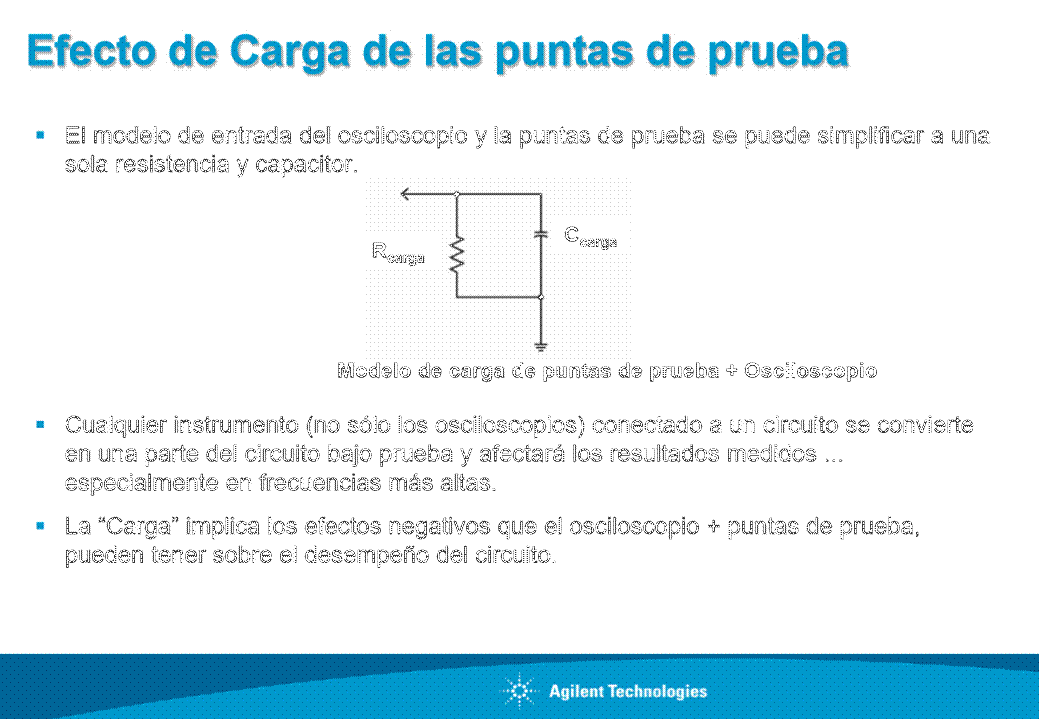 Efecto de Carga de las puntas de prueba
▪ El modelo de entrada del osciloscopio y la puntas de prueba se puede simplificar a una
sola resistencia y capacitor.
Rcarga
Ccarga
Modelo de carga de puntas de prueba + Osciloscopio
▪ Cualquier instrumento (no sólo los osciloscopios) conectado a un circuito se convierte
en una parte del circuito bajo prueba y afectará los resultados medidos ...
especialmente en frecuencias más altas.
▪ La “Carga” implica los efectos negativos que el osciloscopio + puntas de prueba,
pueden tener sobre el desempeño del circuito.
Agilent Technologies